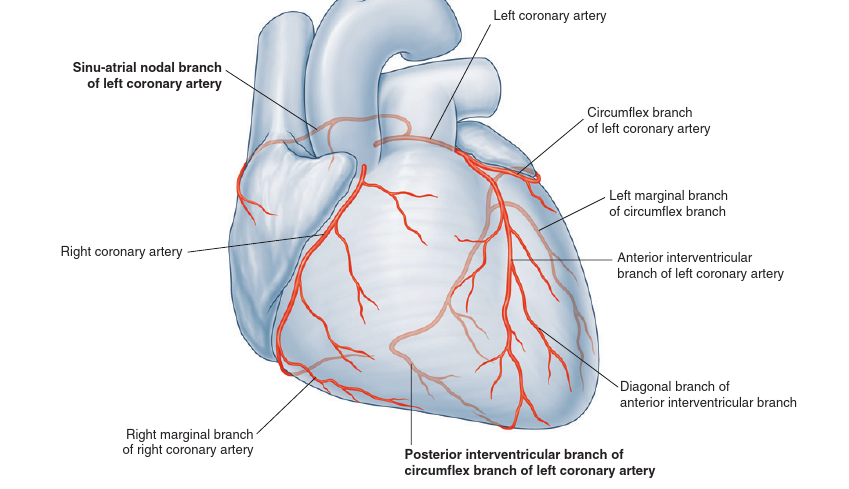 Left coronary artery
Sinu-atrial nodal branch
of left coronary artery
Circumflex branch
of left coronary artery
Left marginal branch
of circumflex branch
Right coronary artery
Anterior interventricular
branch of left coronary artery
Diagonal branch of
anterior interventricular branch
Right marginal branch
of right coronary artery
Posterior interventricular branch of
circumflex branch of left coronary artery